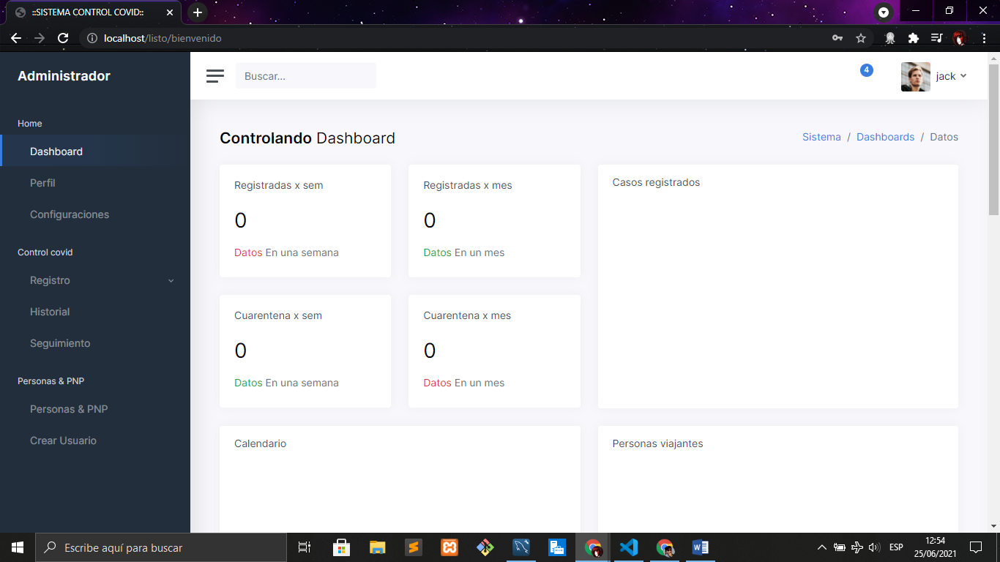 ::SISTEMA CONTROL COVID::
localhost/listo/bienvenido
Administrador
Buscar...
4
jack
Home
Dashboard
Perfil
Configuraciones
Control covid
Registro
Historial
Seguimiento
Personas & PNP
Personas & PNP
Crear Usuario
Controlando Dashboard
Sistema / Dashboards / Datos
Registradas x sem
0
Datos En una semana
Registradas x mes
0
Datos En un mes
Casos registrados
Cuarentena x sem
0
Datos En una semana
Cuarentena x mes
0
Datos En un mes
Calendario
Personas viajantes
Escribe aquí para buscar
ESP
12:54
25/06/2021